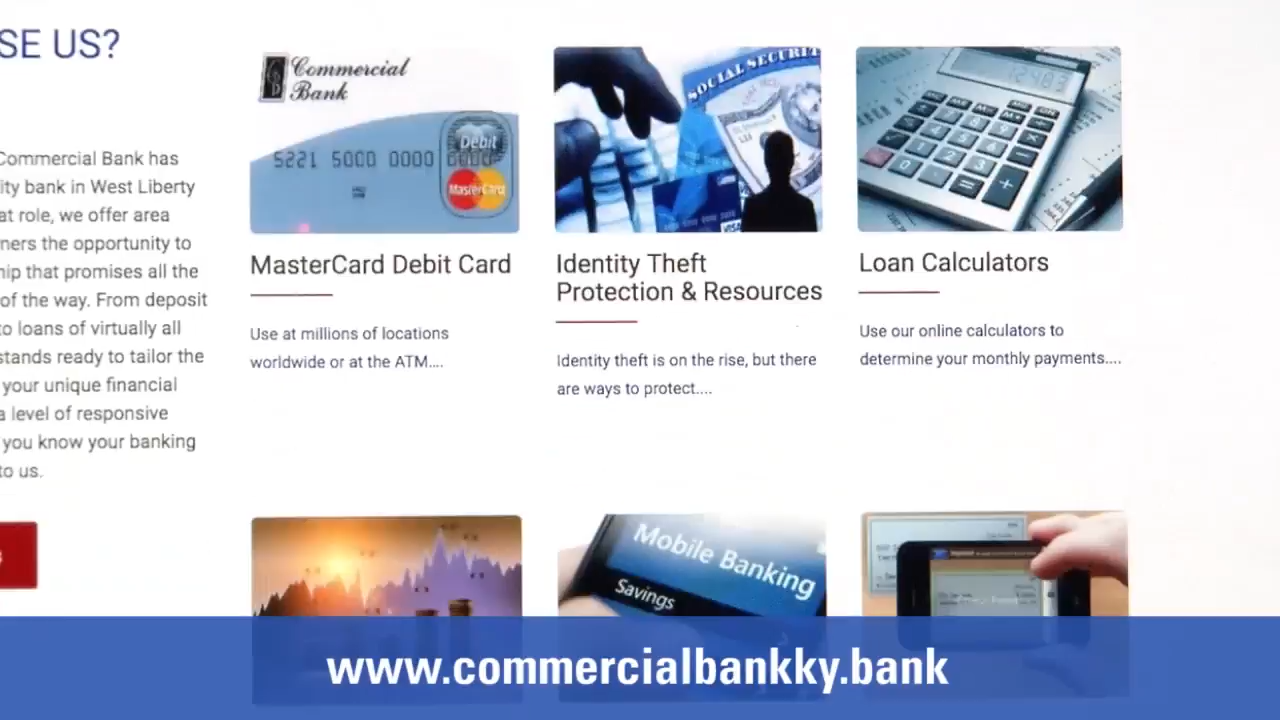 SE US?
Commercial Bank has
ity bank in West Liberty
at role, we offer area
ners the opportunity to
hip that promises all the
of the way. From deposit
to loans of virtually all
stands ready to tailor the
your unique financial
a level of responsive
you know your banking
to us.
Commercial
Bank
5221 5000 0000 0000
Debit
MasterCard
MasterCard Debit Card
Use at millions of locations
worldwide or at the ATM....
SOCIAL SECURITY
VISA
Identity Theft
Protection & Resources
Identity theft is on the rise, but there
are ways to protect....
12483
Loan Calculators
Use our online calculators to
determine your monthly payments....
Mobile Banking
Savings
www.commercialbankky.bank